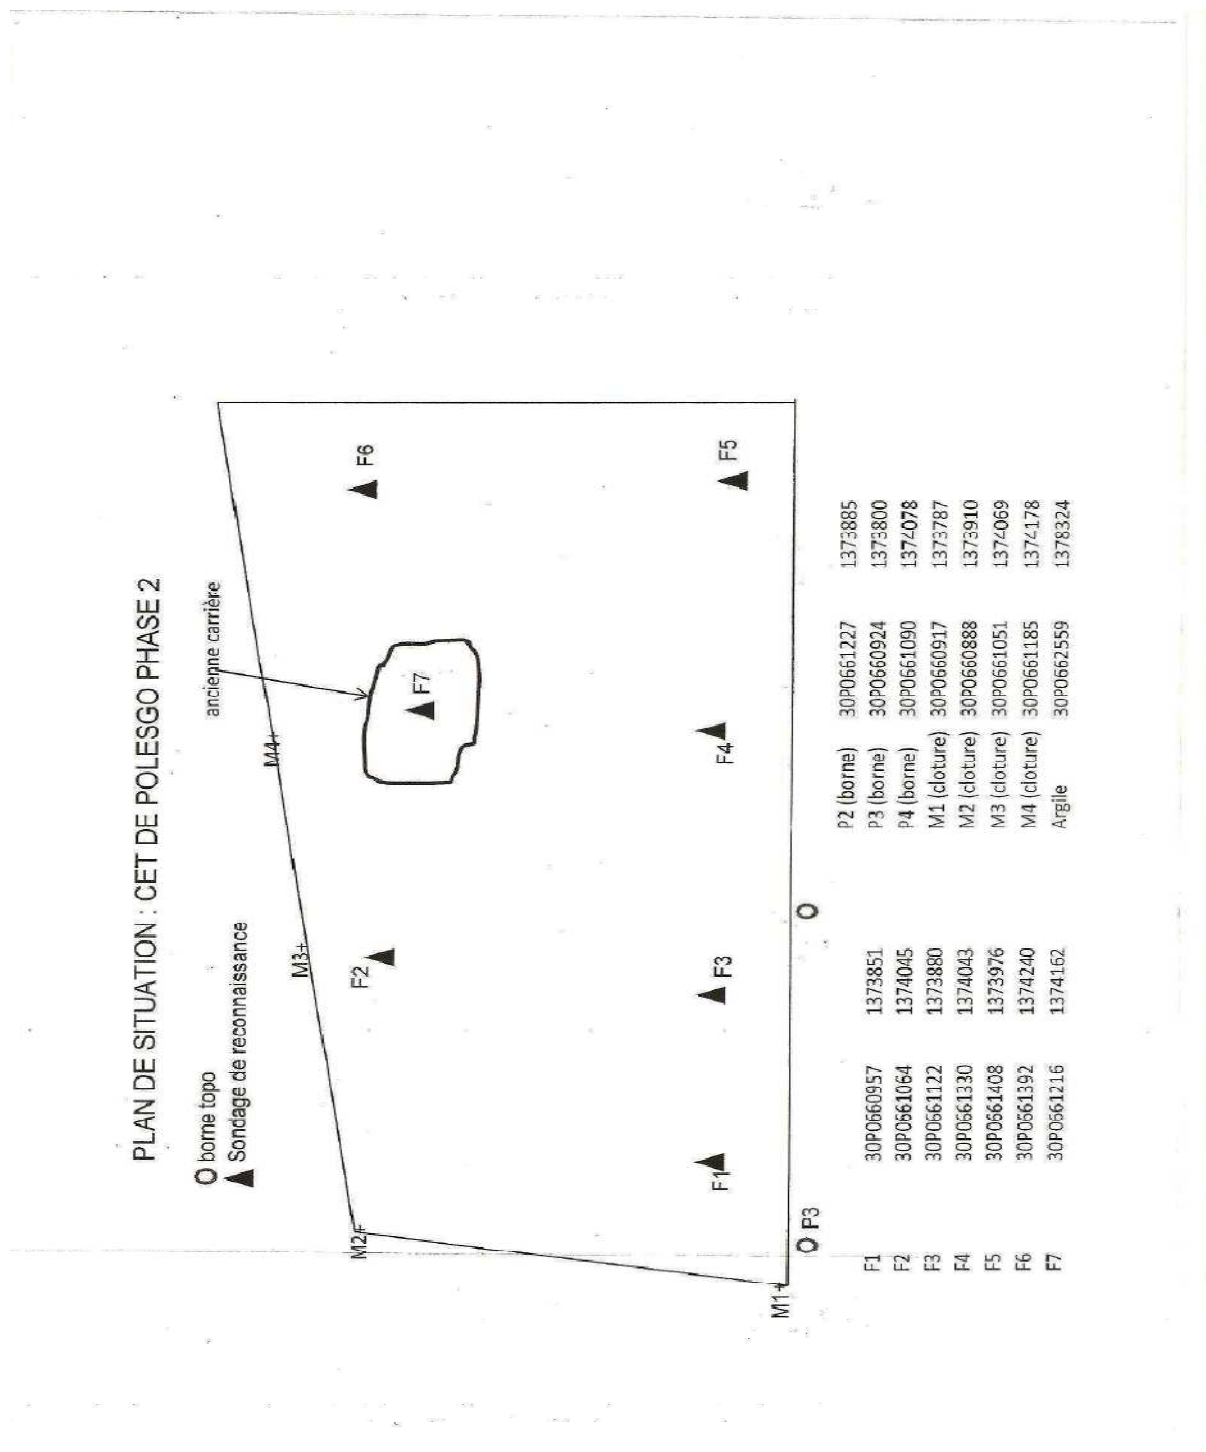 PLAN DE SITUATION : CET DE POLESGO PHASE 2
borne topo
Sondage de reconnaissance
ancienne carrière
M4+
M3+
M2+
M1+
F2
F6
F7
F1
F3
F4
F5
P3
F1 30P0660957 1373851
F2 30P0661064 1374045
F3 30P0661122 1373880
F4 30P0661330 1374043
F5 30P0661408 1373976
F6 30P0661392 1374240
F7 30P0661216 1374162
P2 (borne) 30P0661227 1373885
P3 (borne) 30P0660924 1373800
P4 (borne) 30P0661090 1374078
M1 (cloture) 30P0660917 1373787
M2 (cloture) 30P0660888 1373910
M3 (cloture) 30P0661051 1374069
M4 (cloture) 30P0661185 1374178
Argile 30P0662559 1378324